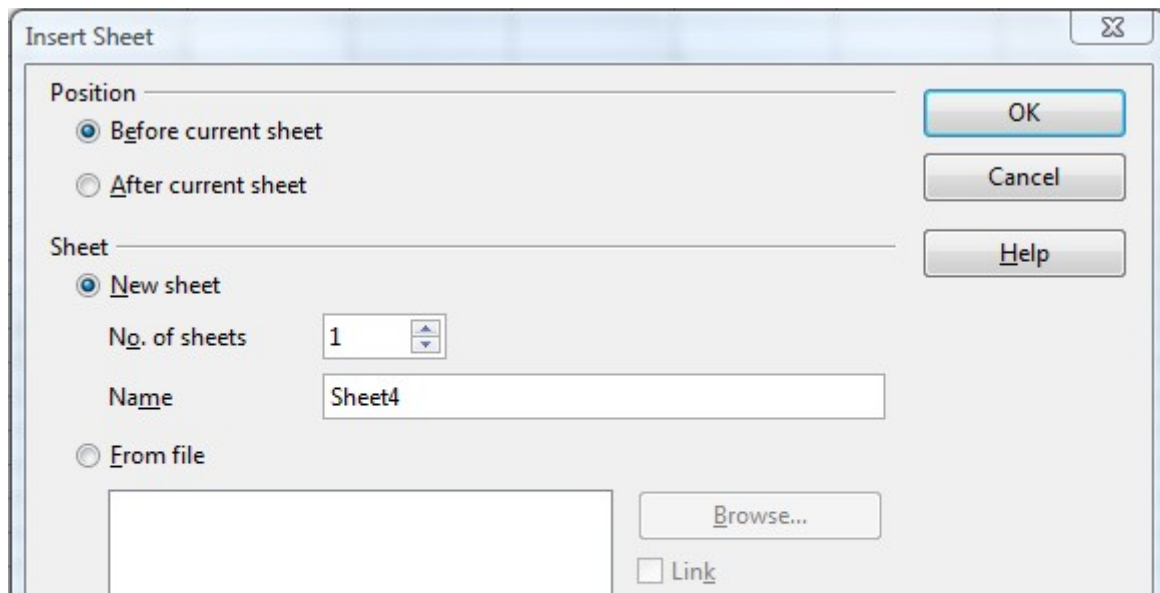 Insert Sheet
Position
Before current sheet
After current sheet
OK
Cancel
Help
Sheet
New sheet
No. of sheets 1
Name Sheet4
From file
Browse...
Link